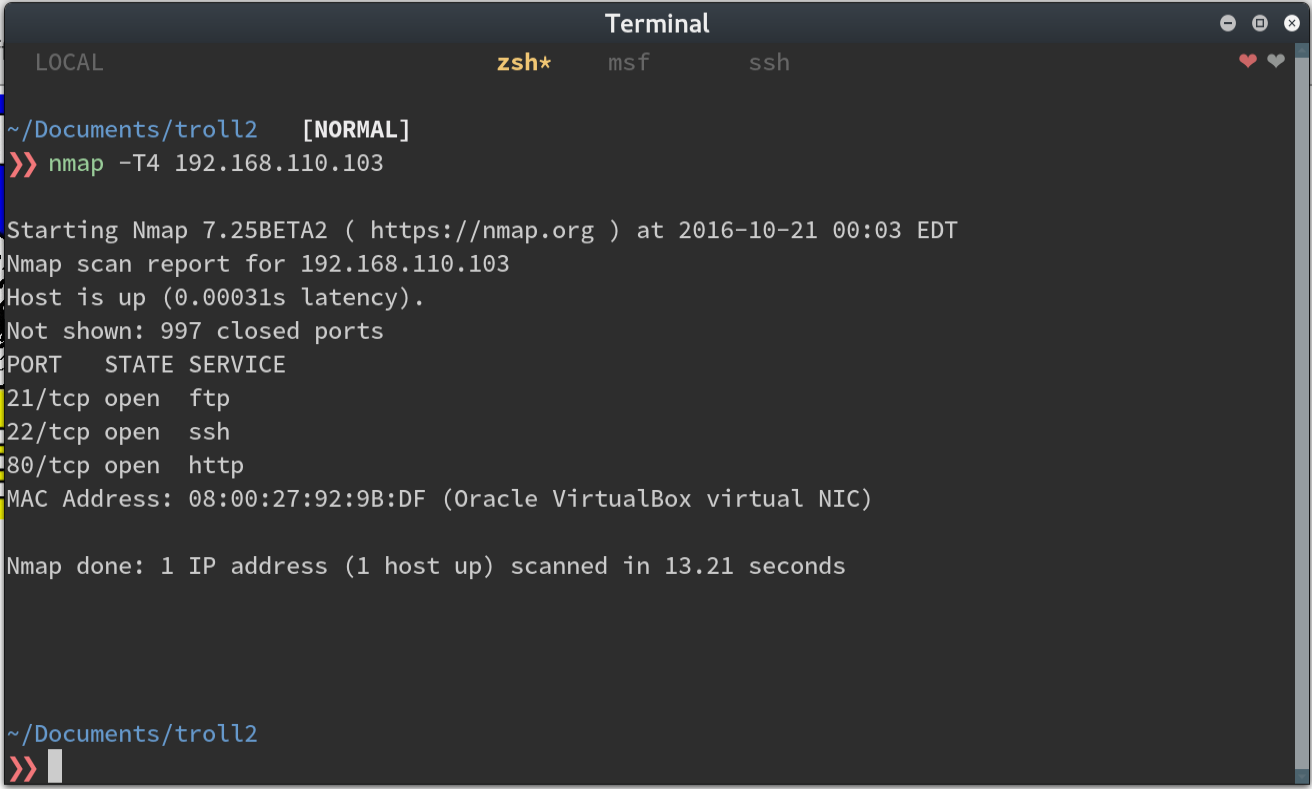 Terminal
LOCAL zsh* msf ssh
~/Documents/troll2 [NORMAL]
❯❯ nmap -T4 192.168.110.103
Starting Nmap 7.25BETA2 ( https://nmap.org ) at 2016-10-21 00:03 EDT
Nmap scan report for 192.168.110.103
Host is up (0.00031s latency).
Not shown: 997 closed ports
PORT   STATE SERVICE
21/tcp open  ftp
22/tcp open  ssh
80/tcp open  http
MAC Address: 08:00:27:92:9B:DF (Oracle VirtualBox virtual NIC)
Nmap done: 1 IP address (1 host up) scanned in 13.21 seconds
~/Documents/troll2
❯❯